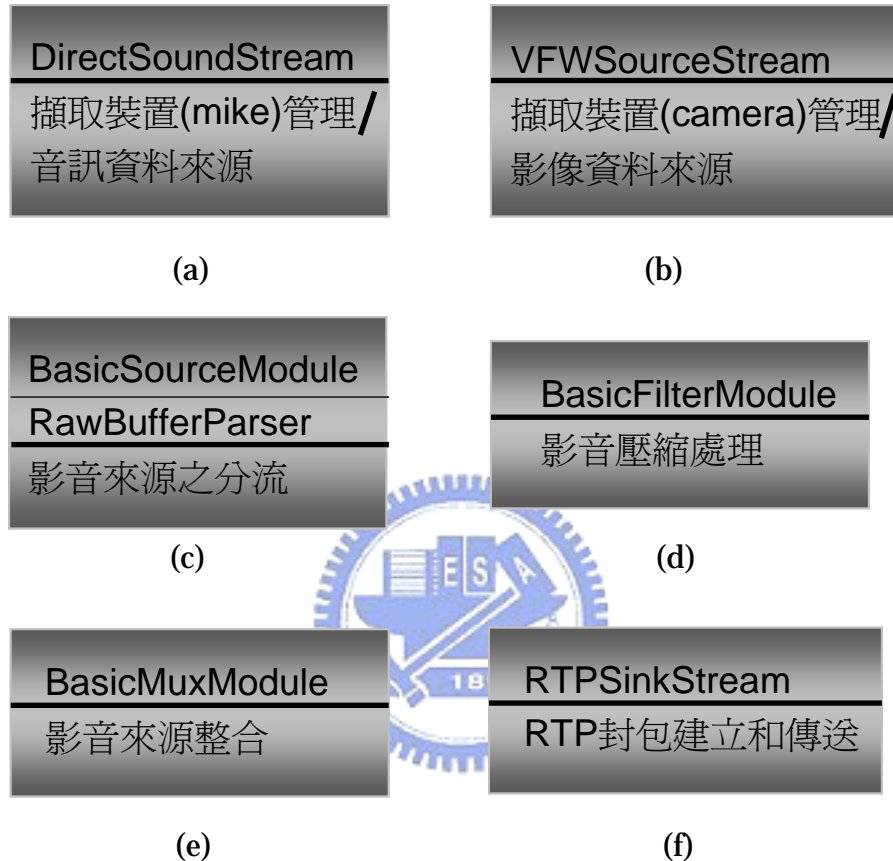 DirectSoundStream
擷取裝置(mike)管理/
音訊資料來源
(a)
VFWSourceStream
擷取裝置(camera)管理/
影像資料來源
(b)
BasicSourceModule
RawBufferParser
影音來源之分流
(c)
BasicFilterModule
影音壓縮處理
(d)
E S A
BasicMuxModule
影音來源整合
(e)
18
RTPSinkStream
RTP封包建立和傳送
(f)